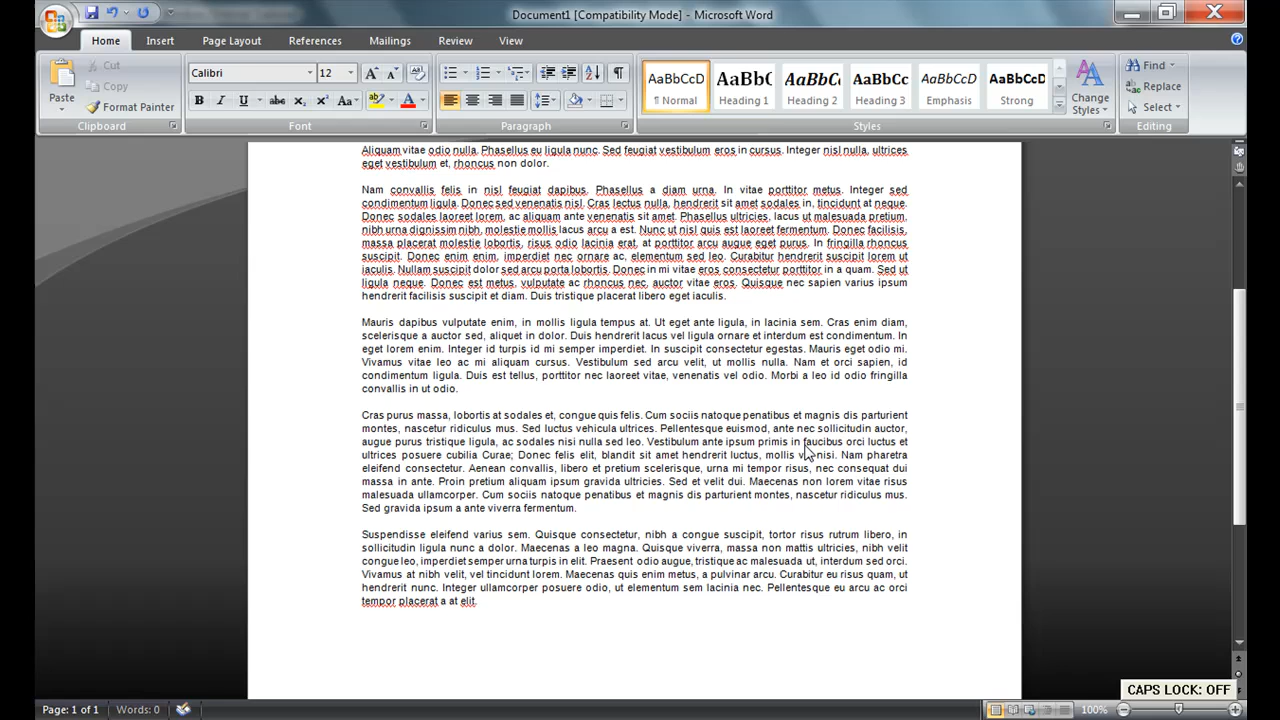 Document1 [Compatibility Mode] - Microsoft Word
Home Insert Page Layout References Mailings Review View
Paste
Cut
Copy
Format Painter
Clipboard
Calibri 12
Font
Paragraph
AaBbCcD AaBbC AaBbC AaBbCc AaBbCcD AaBbCcD
¶ Normal Heading 1 Heading 2 Heading 3 Emphasis Strong
Change Styles
Styles
Find
Replace
Select
Editing
Aliquam vitae odio nulla. Phasellus eu ligula nunc. Sed feugiat vestibulum eros in cursus. Integer nisl nulla, ultrices
eget vestibulum et, rhoncus non dolor.
Nam convallis felis in nisl feugiat dapibus. Phasellus a diam urna. In vitae porttitor metus. Integer sed
condimentum ligula. Donec sed venenatis nisl. Cras lectus nulla, hendrerit sit amet sodales in, tincidunt at neque.
Donec sodales laoreet lorem, ac aliquam ante venenatis sit amet. Phasellus ultricies, lacus ut malesuada pretium,
nibh urna dignissim nibh, molestie mollis lacus arcu a est. Nunc ut nisl quis est laoreet fermentum. Donec facilisis,
massa placerat molestie lobortis, risus odio lacinia erat, at porttitor arcu augue eget purus. In fringilla rhoncus
suscipit. Donec enim enim, imperdiet nec ornare ac, elementum sed leo. Curabitur hendrerit suscipit lorem ut
iaculis. Nullam suscipit dolor sed arcu porta lobortis. Donec in mi vitae eros consectetur porttitor in a quam. Sed ut
ligula neque. Donec est metus, vulputate ac rhoncus nec, auctor vitae eros. Quisque nec sapien varius ipsum
hendrerit facilisis suscipit et diam. Duis tristique placerat libero eget iaculis.
Mauris dapibus vulputate enim, in mollis ligula tempus at. Ut eget ante ligula, in lacinia sem. Cras enim diam,
scelerisque a auctor sed, aliquet in dolor. Duis hendrerit lacus vel ligula ornare et interdum est condimentum. In
eget lorem enim. Integer id turpis id mi semper imperdiet. In suscipit consectetur egestas. Mauris eget odio mi.
Vivamus vitae leo ac mi aliquam cursus. Vestibulum sed arcu velit, ut mollis nulla. Nam et orci sapien, id
condimentum ligula. Duis est tellus, porttitor nec laoreet vitae, venenatis vel odio. Morbi a leo id odio fringilla
convallis in ut odio.
Cras purus massa, lobortis at sodales et, congue quis felis. Cum sociis natoque penatibus et magnis dis parturient
montes, nascetur ridiculus mus. Sed luctus vehicula ultrices. Pellentesque euismod, ante nec sollicitudin auctor,
augue purus tristique ligula, ac sodales nisi nulla sed leo. Vestibulum ante ipsum primis in faucibus orci luctus et
ultrices posuere cubilia Curae; Donec felis elit, blandit sit amet hendrerit luctus, mollis nisi. Nam pharetra
eleifend consectetur. Aenean convallis, libero et pretium scelerisque, urna mi tempor risus, nec consequat dui
massa in ante. Proin pretium aliquam ipsum gravida ultricies. Sed et velit dui. Maecenas non lorem vitae risus
malesuada ullamcorper. Cum sociis natoque penatibus et magnis dis parturient montes, nascetur ridiculus mus.
Sed gravida ipsum a ante viverra fermentum.
Suspendisse eleifend varius sem. Quisque consectetur, nibh a congue suscipit, tortor risus rutrum libero, in
sollicitudin ligula nunc a dolor. Maecenas a leo magna. Quisque viverra, massa non mattis ultricies, nibh velit
congue leo, imperdiet semper urna turpis in elit. Praesent odio augue, tristique ac malesuada ut, interdum sed orci.
Vivamus at nibh velit, vel tincidunt lorem. Maecenas quis enim metus, a pulvinar arcu. Curabitur eu risus quam, ut
hendrerit nunc. Integer ullamcorper posuere odio, ut elementum sem lacinia nec. Pellentesque eu arcu ac orci
tempor placerat a at elit.
CAPS LOCK: OFF
Page: 1 of 1 Words: 0 100%